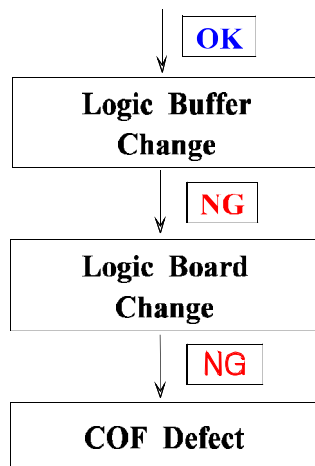 OK
Logic Buffer
Change
NG
Logic Board
Change
NG
COF Defect